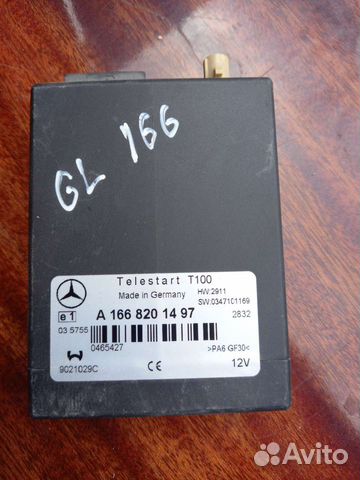 GL 166
Telestart T100
Made in Germany
HW:2911
SW:0347101169
e1
A 166 820 14 97
2832
03 5755
0465427
>PA6 GF30<
9021029C
CE
12V
Avito